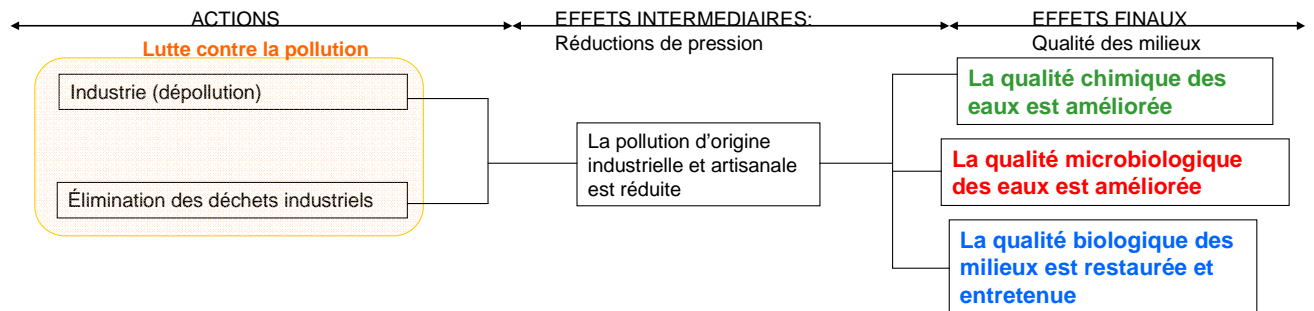 ACTIONS
EFFETS INTERMEDIAIRES:
EFFETS FINAUX
Lutte contre la pollution
Réductions de pression
Qualité des milieux
Industrie (dépollution)
Élimination des déchets industriels
La pollution d'origine
industrielle et artisanale
est réduite
La qualité chimique des
eaux est améliorée
La qualité microbiologique
des eaux est améliorée
La qualité biologique des
milieux est restaurée et
entretenue